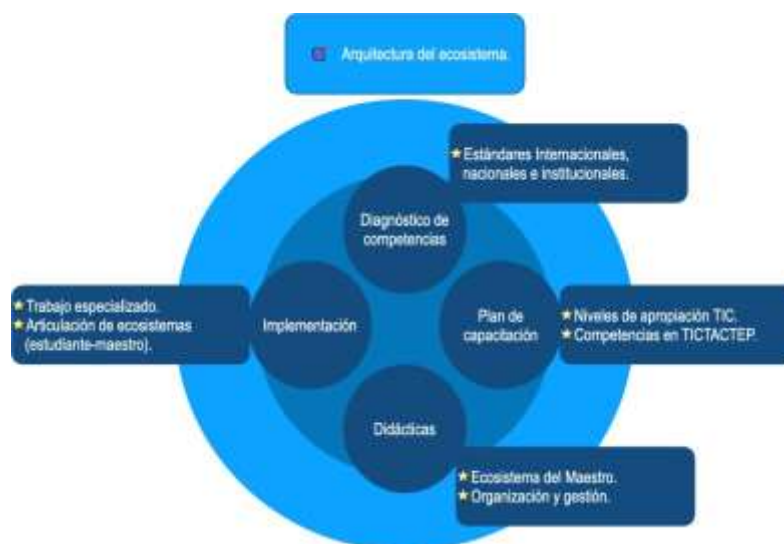 Arquitectura del ecosistema.
Estándares Internacionales,
nacionales e institucionales.
Diagnóstico de
competencias
Trabajo especializado.
Articulación de ecosistemas
(estudiante-maestro).
Implementación
Plan de
capacitación
Niveles de apropiación TIC.
Competencias en TICTACTEP.
Didácticas
Ecosistema del Maestro.
Organización y gestión.